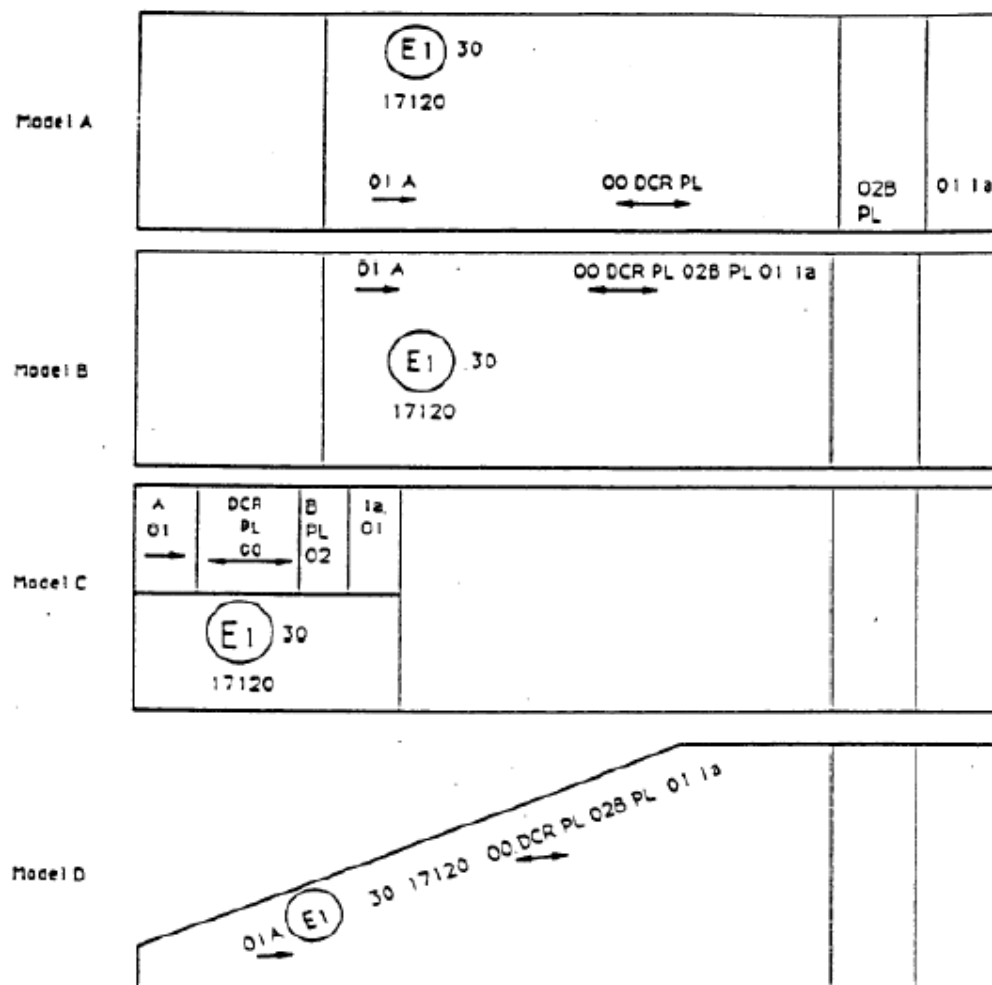 Model A
E1 30
17120
01 A
00 DCR PL
02B
PL
01 1a
Model B
01 A
00 DCR PL 02B PL 01 1a
E1 30
17120
Model C
A
01
DCR
PL
00
B
PL
02
1a
01
E1 30
17120
Model D
01A E1 30 17120 00 DCR PL 02B PL 01 1a